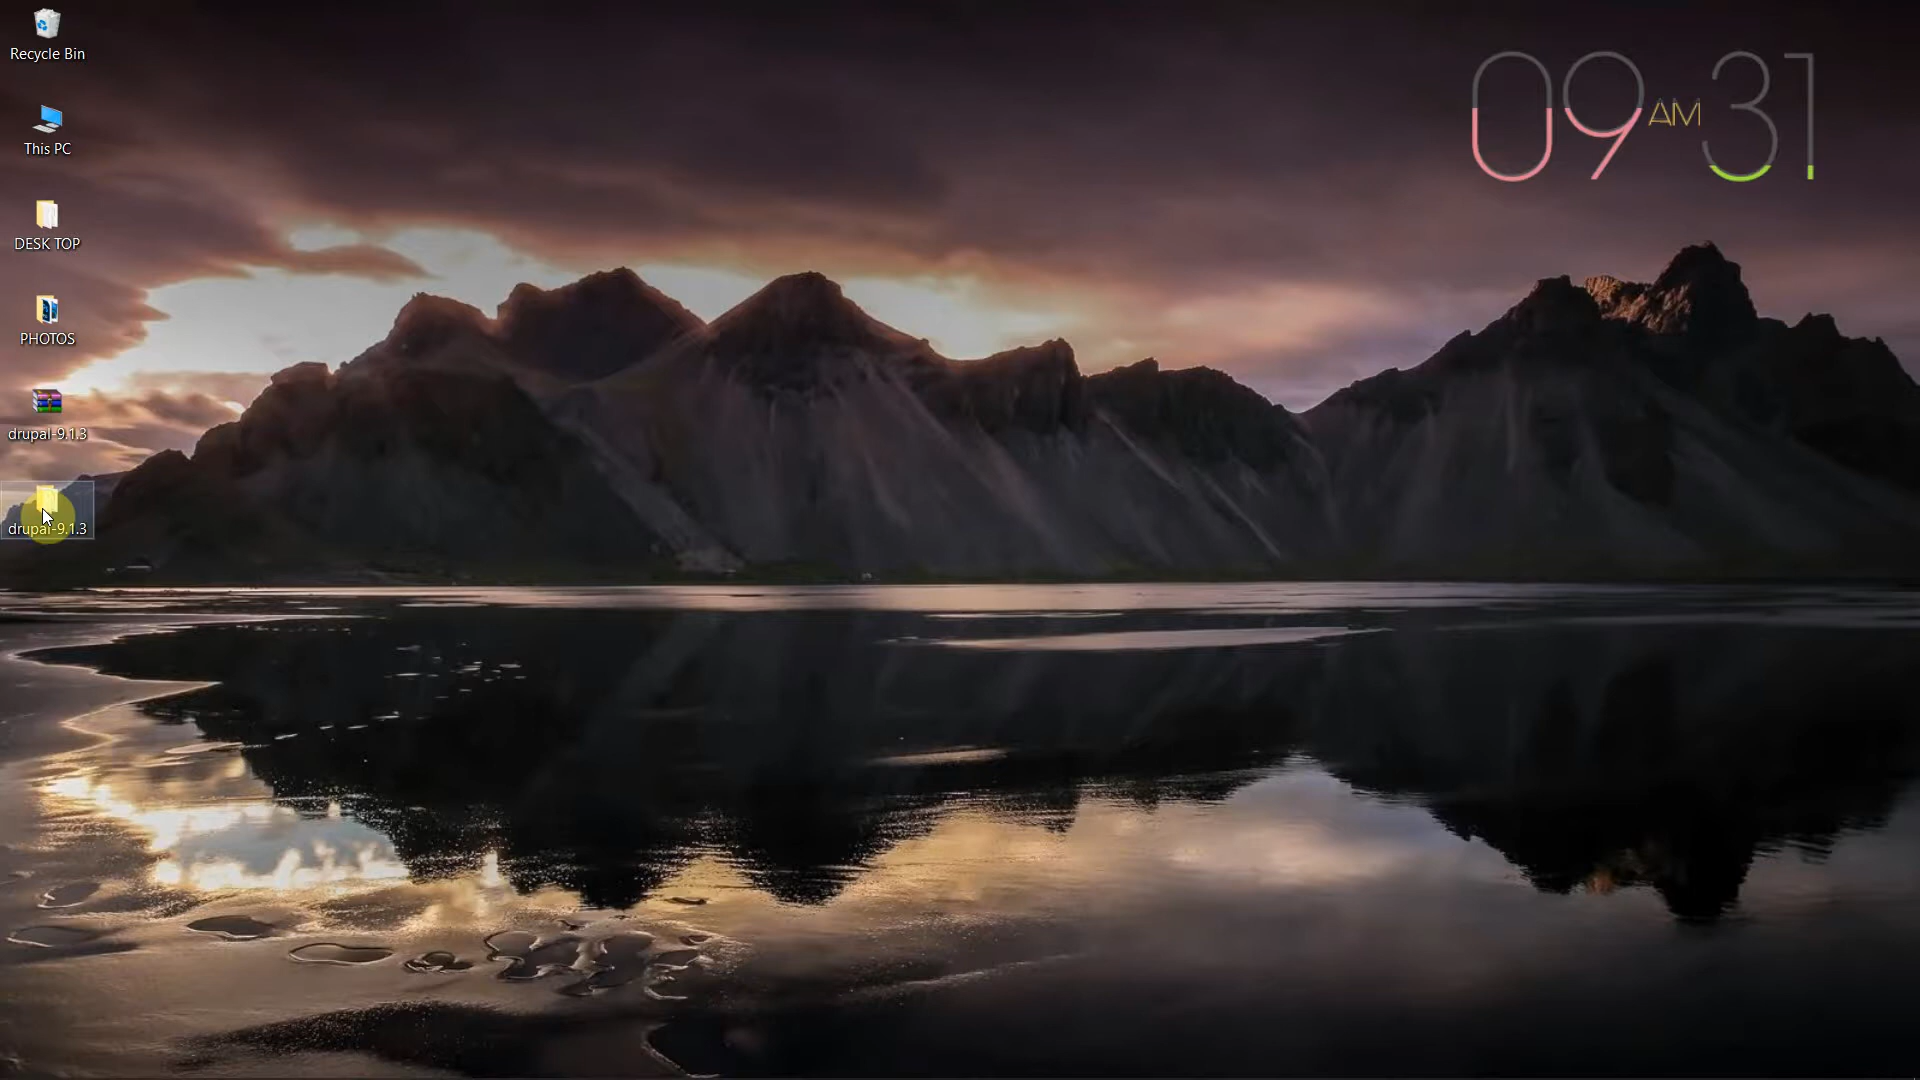 Recycle Bin
09 AM 31
This PC
DESK TOP
PHOTOS
drupal-9.1.3
drupal-9.1.3